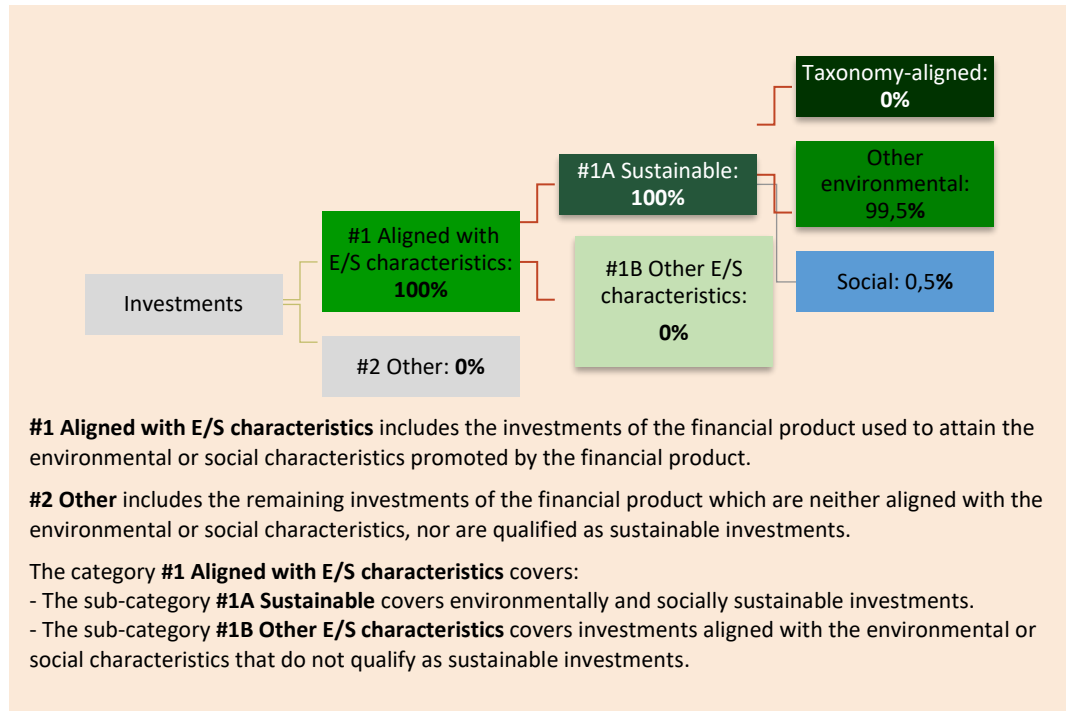 Taxonomy-aligned:
0%
#1A Sustainable:
100%
Other
environmental:
99,5%
#1 Aligned with
E/S characteristics:
100%
#1B Other E/S
characteristics:
0%
Social: 0,5%
Investments
#2 Other: 0%
#1 Aligned with E/S characteristics includes the investments of the financial product used to attain the
environmental or social characteristics promoted by the financial product.
#2 Other includes the remaining investments of the financial product which are neither aligned with the
environmental or social characteristics, nor are qualified as sustainable investments.
The category #1 Aligned with E/S characteristics covers:
- The sub-category #1A Sustainable covers environmentally and socially sustainable investments.
- The sub-category #1B Other E/S characteristics covers investments aligned with the environmental or
social characteristics that do not qualify as sustainable investments.